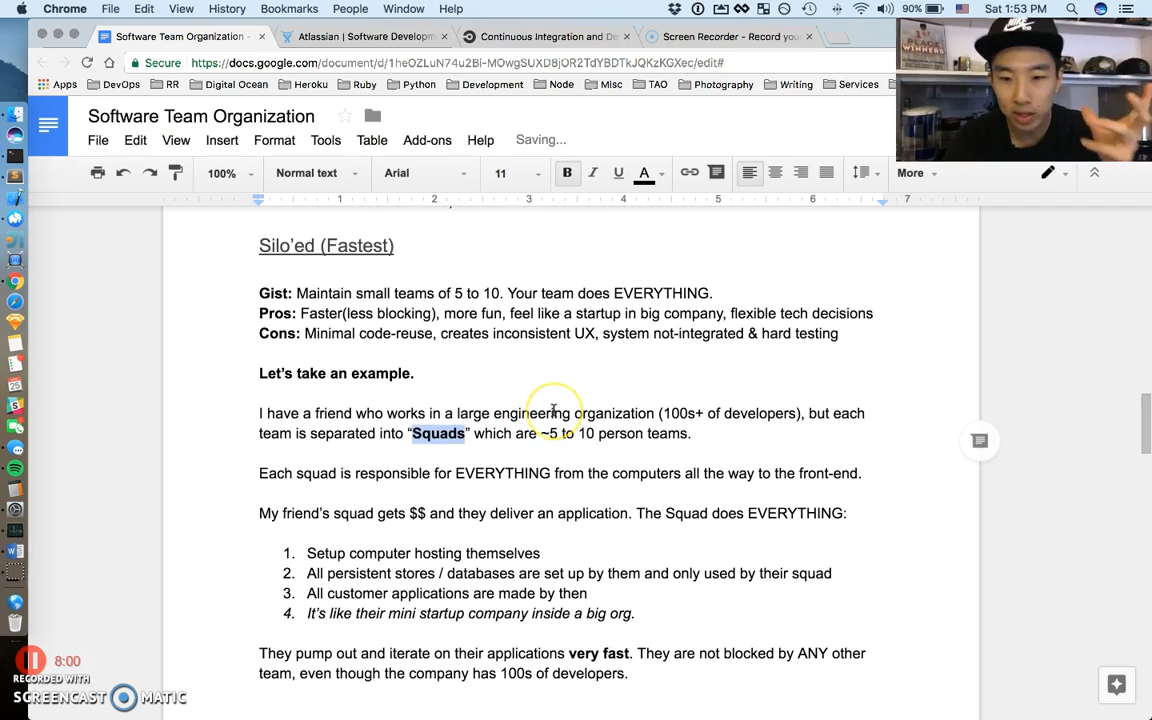 Chrome File Edit View History Bookmarks People Window Help 90% Sat 1:53 PM
Software Team Organization - Atlassian | Software Developm Continuous Integration and De Screen Recorder - Record your
Secure https://docs.google.com/document/d/1heOZLuN74u2Bi-MOwgSUXD8jOR2TdYBDTkJQKzKGXec/edit#
Apps DevOps RR Digital Ocean Heroku Ruby Python Development Node Misc TAO Photography Writing Services
WINNERS
Software Team Organization
File Edit View Insert Format Tools Table Add-ons Help Saving...
100% Normal text Arial 11 B I U A More
1 2 3 4 5 6 7
Silo’ed (Fastest)
Gist: Maintain small teams of 5 to 10. Your team does EVERYTHING.
Pros: Faster(less blocking), more fun, feel like a startup in big company, flexible tech decisions
Cons: Minimal code-reuse, creates inconsistent UX, system not-integrated & hard testing
Let’s take an example.
I have a friend who works in a large engineering organization (100s+ of developers), but each
team is separated into “Squads” which are ~5 to 10 person teams.
Each squad is responsible for EVERYTHING from the computers all the way to the front-end.
My friend’s squad gets $$ and they deliver an application. The Squad does EVERYTHING:
1. Setup computer hosting themselves
2. All persistent stores / databases are set up by them and only used by their squad
3. All customer applications are made by then
4. It’s like their mini startup company inside a big org.
They pump out and iterate on their applications very fast. They are not blocked by ANY other
team, even though the company has 100s of developers.
8:00
RECORDED WITH
SCREENCAST MATIC